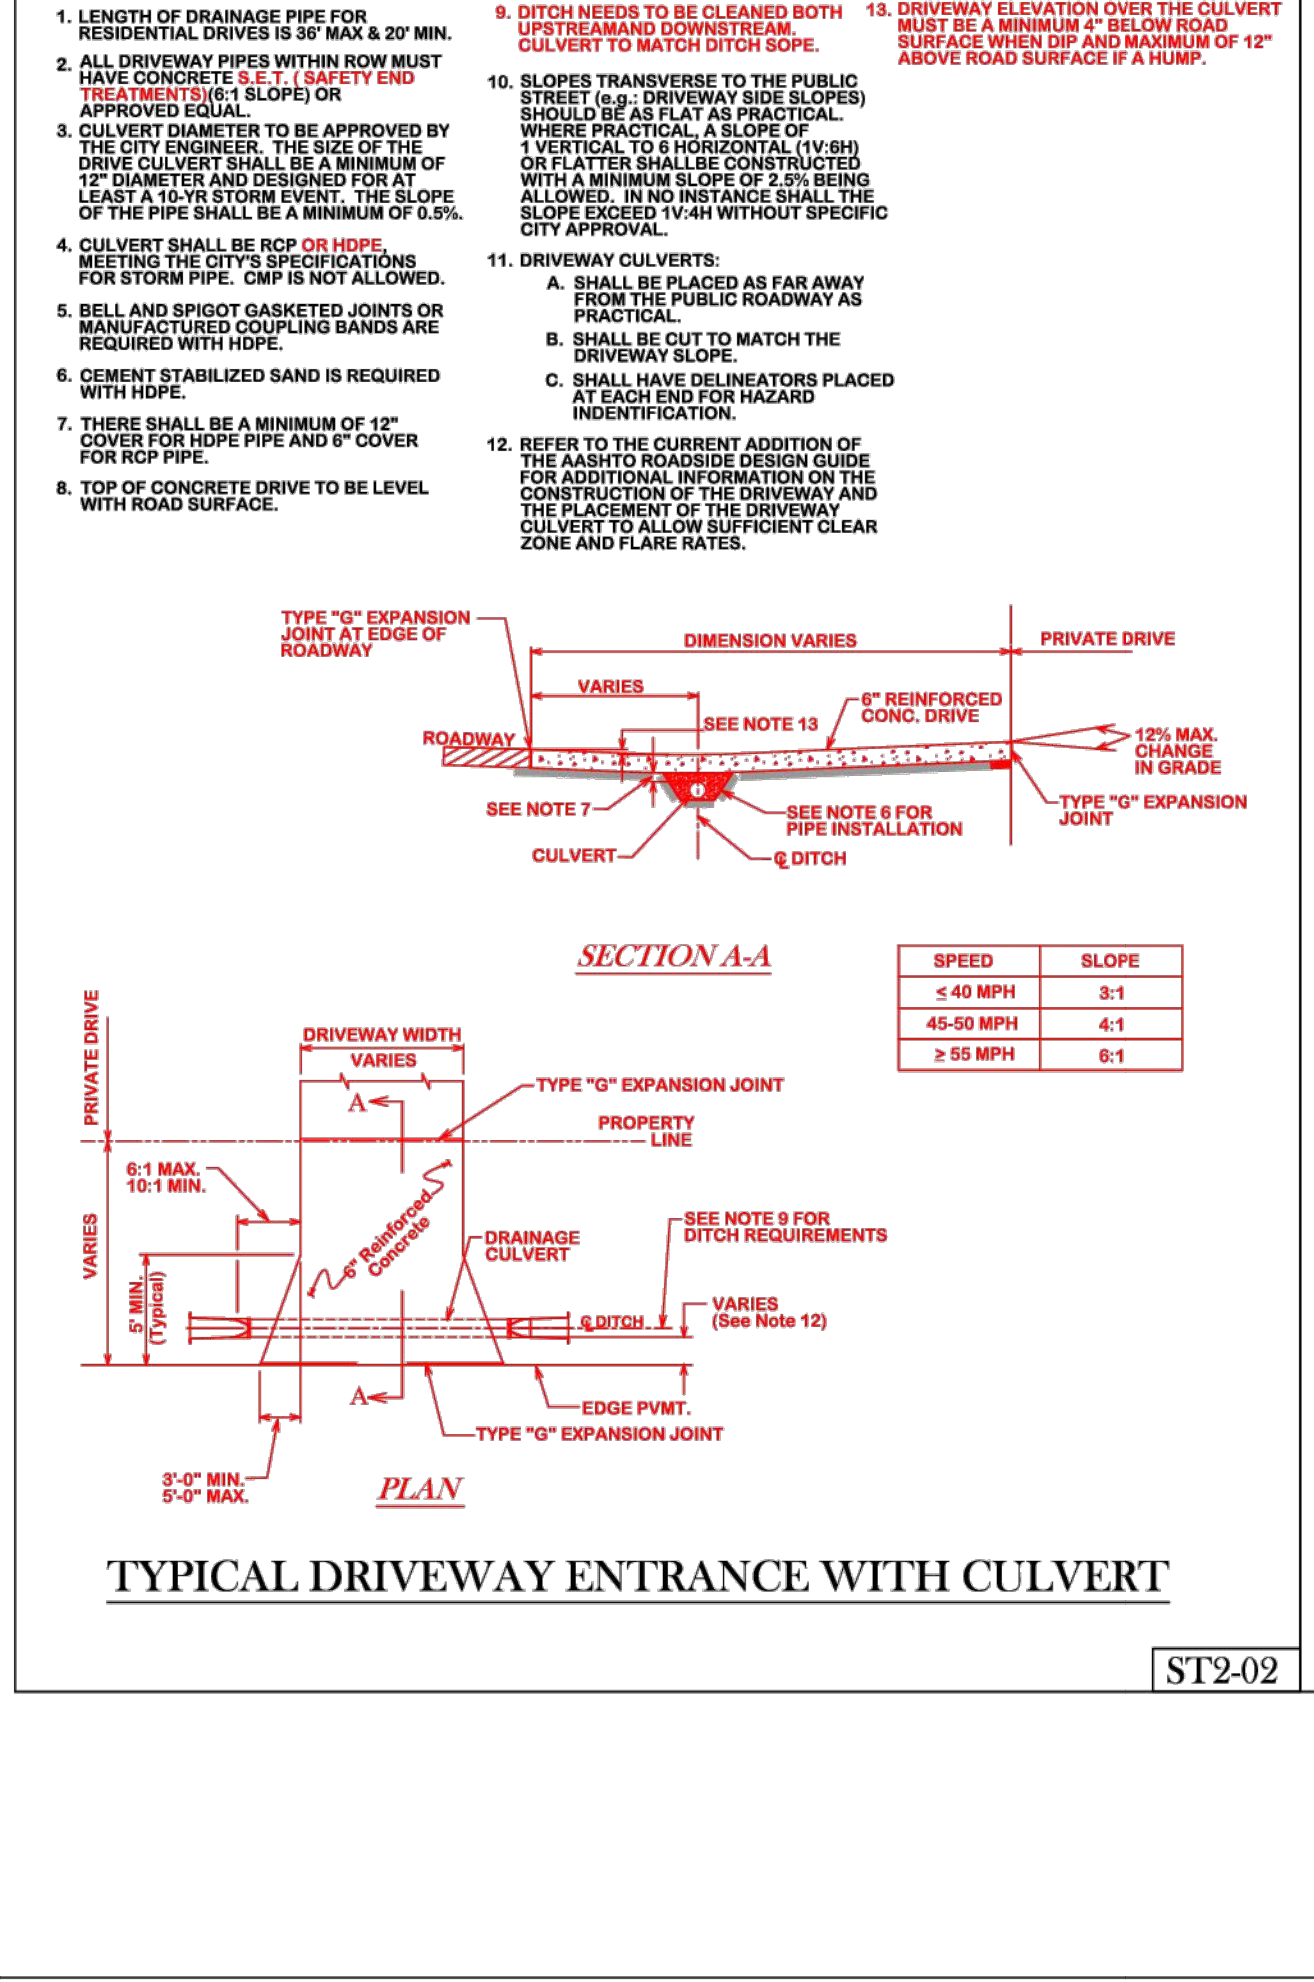 1. LENGTH OF DRAINAGE PIPE FOR
RESIDENTIAL DRIVES IS 36' MAX & 20' MIN.
2. ALL DRIVEWAY PIPES WITHIN ROW MUST
HAVE CONCRETE S.E.T. ( SAFETY END
TREATMENTS)(6:1 SLOPE) OR
APPROVED EQUAL.
3. CULVERT DIAMETER TO BE APPROVED BY
THE CITY ENGINEER. THE SIZE OF THE
DRIVE CULVERT SHALL BE A MINIMUM OF
12" DIAMETER AND DESIGNED FOR AT
LEAST A 10-YR STORM EVENT. THE SLOPE
OF THE PIPE SHALL BE A MINIMUM OF 0.5%.
4. CULVERT SHALL BE RCP OR HDPE,
MEETING THE CITY'S SPECIFICATIONS
FOR STORM PIPE. CMP IS NOT ALLOWED.
5. BELL AND SPIGOT GASKETED JOINTS OR
MANUFACTURED COUPLING BANDS ARE
REQUIRED WITH HDPE.
6. CEMENT STABILIZED SAND IS REQUIRED
WITH HDPE.
7. THERE SHALL BE A MINIMUM OF 12"
COVER FOR HDPE PIPE AND 6" COVER
FOR RCP PIPE.
8. TOP OF CONCRETE DRIVE TO BE LEVEL
WITH ROAD SURFACE.
9. DITCH NEEDS TO BE CLEANED BOTH
UPSTREAMAND DOWNSTREAM.
CULVERT TO MATCH DITCH SOPE.
10. SLOPES TRANSVERSE TO THE PUBLIC
STREET (e.g.: DRIVEWAY SIDE SLOPES)
SHOULD BE AS FLAT AS PRACTICAL.
WHERE PRACTICAL, A SLOPE OF
1 VERTICAL TO 6 HORIZONTAL (1V:6H)
OR FLATTER SHALLBE CONSTRUCTED
WITH A MINIMUM SLOPE OF 2.5% BEING
ALLOWED. IN NO INSTANCE SHALL THE
SLOPE EXCEED 1V:4H WITHOUT SPECIFIC
CITY APPROVAL.
11. DRIVEWAY CULVERTS:
A. SHALL BE PLACED AS FAR AWAY
FROM THE PUBLIC ROADWAY AS
PRACTICAL.
B. SHALL BE CUT TO MATCH THE
DRIVEWAY SLOPE.
C. SHALL HAVE DELINEATORS PLACED
AT EACH END FOR HAZARD
INDENTIFICATION.
12. REFER TO THE CURRENT ADDITION OF
THE AASHTO ROADSIDE DESIGN GUIDE
FOR ADDITIONAL INFORMATION ON THE
CONSTRUCTION OF THE DRIVEWAY AND
THE PLACEMENT OF THE DRIVEWAY
CULVERT TO ALLOW SUFFICIENT CLEAR
ZONE AND FLARE RATES.
13. DRIVEWAY ELEVATION OVER THE CULVERT
MUST BE A MINIMUM 4" BELOW ROAD
SURFACE WHEN DIP AND MAXIMUM OF 12"
ABOVE ROAD SURFACE IF A HUMP.
TYPE "G" EXPANSION
JOINT AT EDGE OF
ROADWAY
DIMENSION VARIES
PRIVATE DRIVE
VARIES
6" REINFORCED
CONC. DRIVE
SEE NOTE 13
ROADWAY
12% MAX.
CHANGE
IN GRADE
SEE NOTE 7
SEE NOTE 6 FOR
PIPE INSTALLATION
TYPE "G" EXPANSION
JOINT
CULVERT
℄ DITCH
SECTION A-A
SPEED SLOPE
≤ 40 MPH 3:1
45-50 MPH 4:1
≥ 55 MPH 6:1
PRIVATE DRIVE
DRIVEWAY WIDTH
VARIES
A
TYPE "G" EXPANSION JOINT
PROPERTY
LINE
6:1 MAX.
10:1 MIN.
VARIES
5' MIN.
(Typical)
6" Reinforced
Concrete
DRAINAGE
CULVERT
SEE NOTE 9 FOR
DITCH REQUIREMENTS
℄ DITCH
VARIES
(See Note 12)
A
EDGE PVMT.
TYPE "G" EXPANSION JOINT
3'-0" MIN.
5'-0" MAX.
PLAN
TYPICAL DRIVEWAY ENTRANCE WITH CULVERT
ST2-02